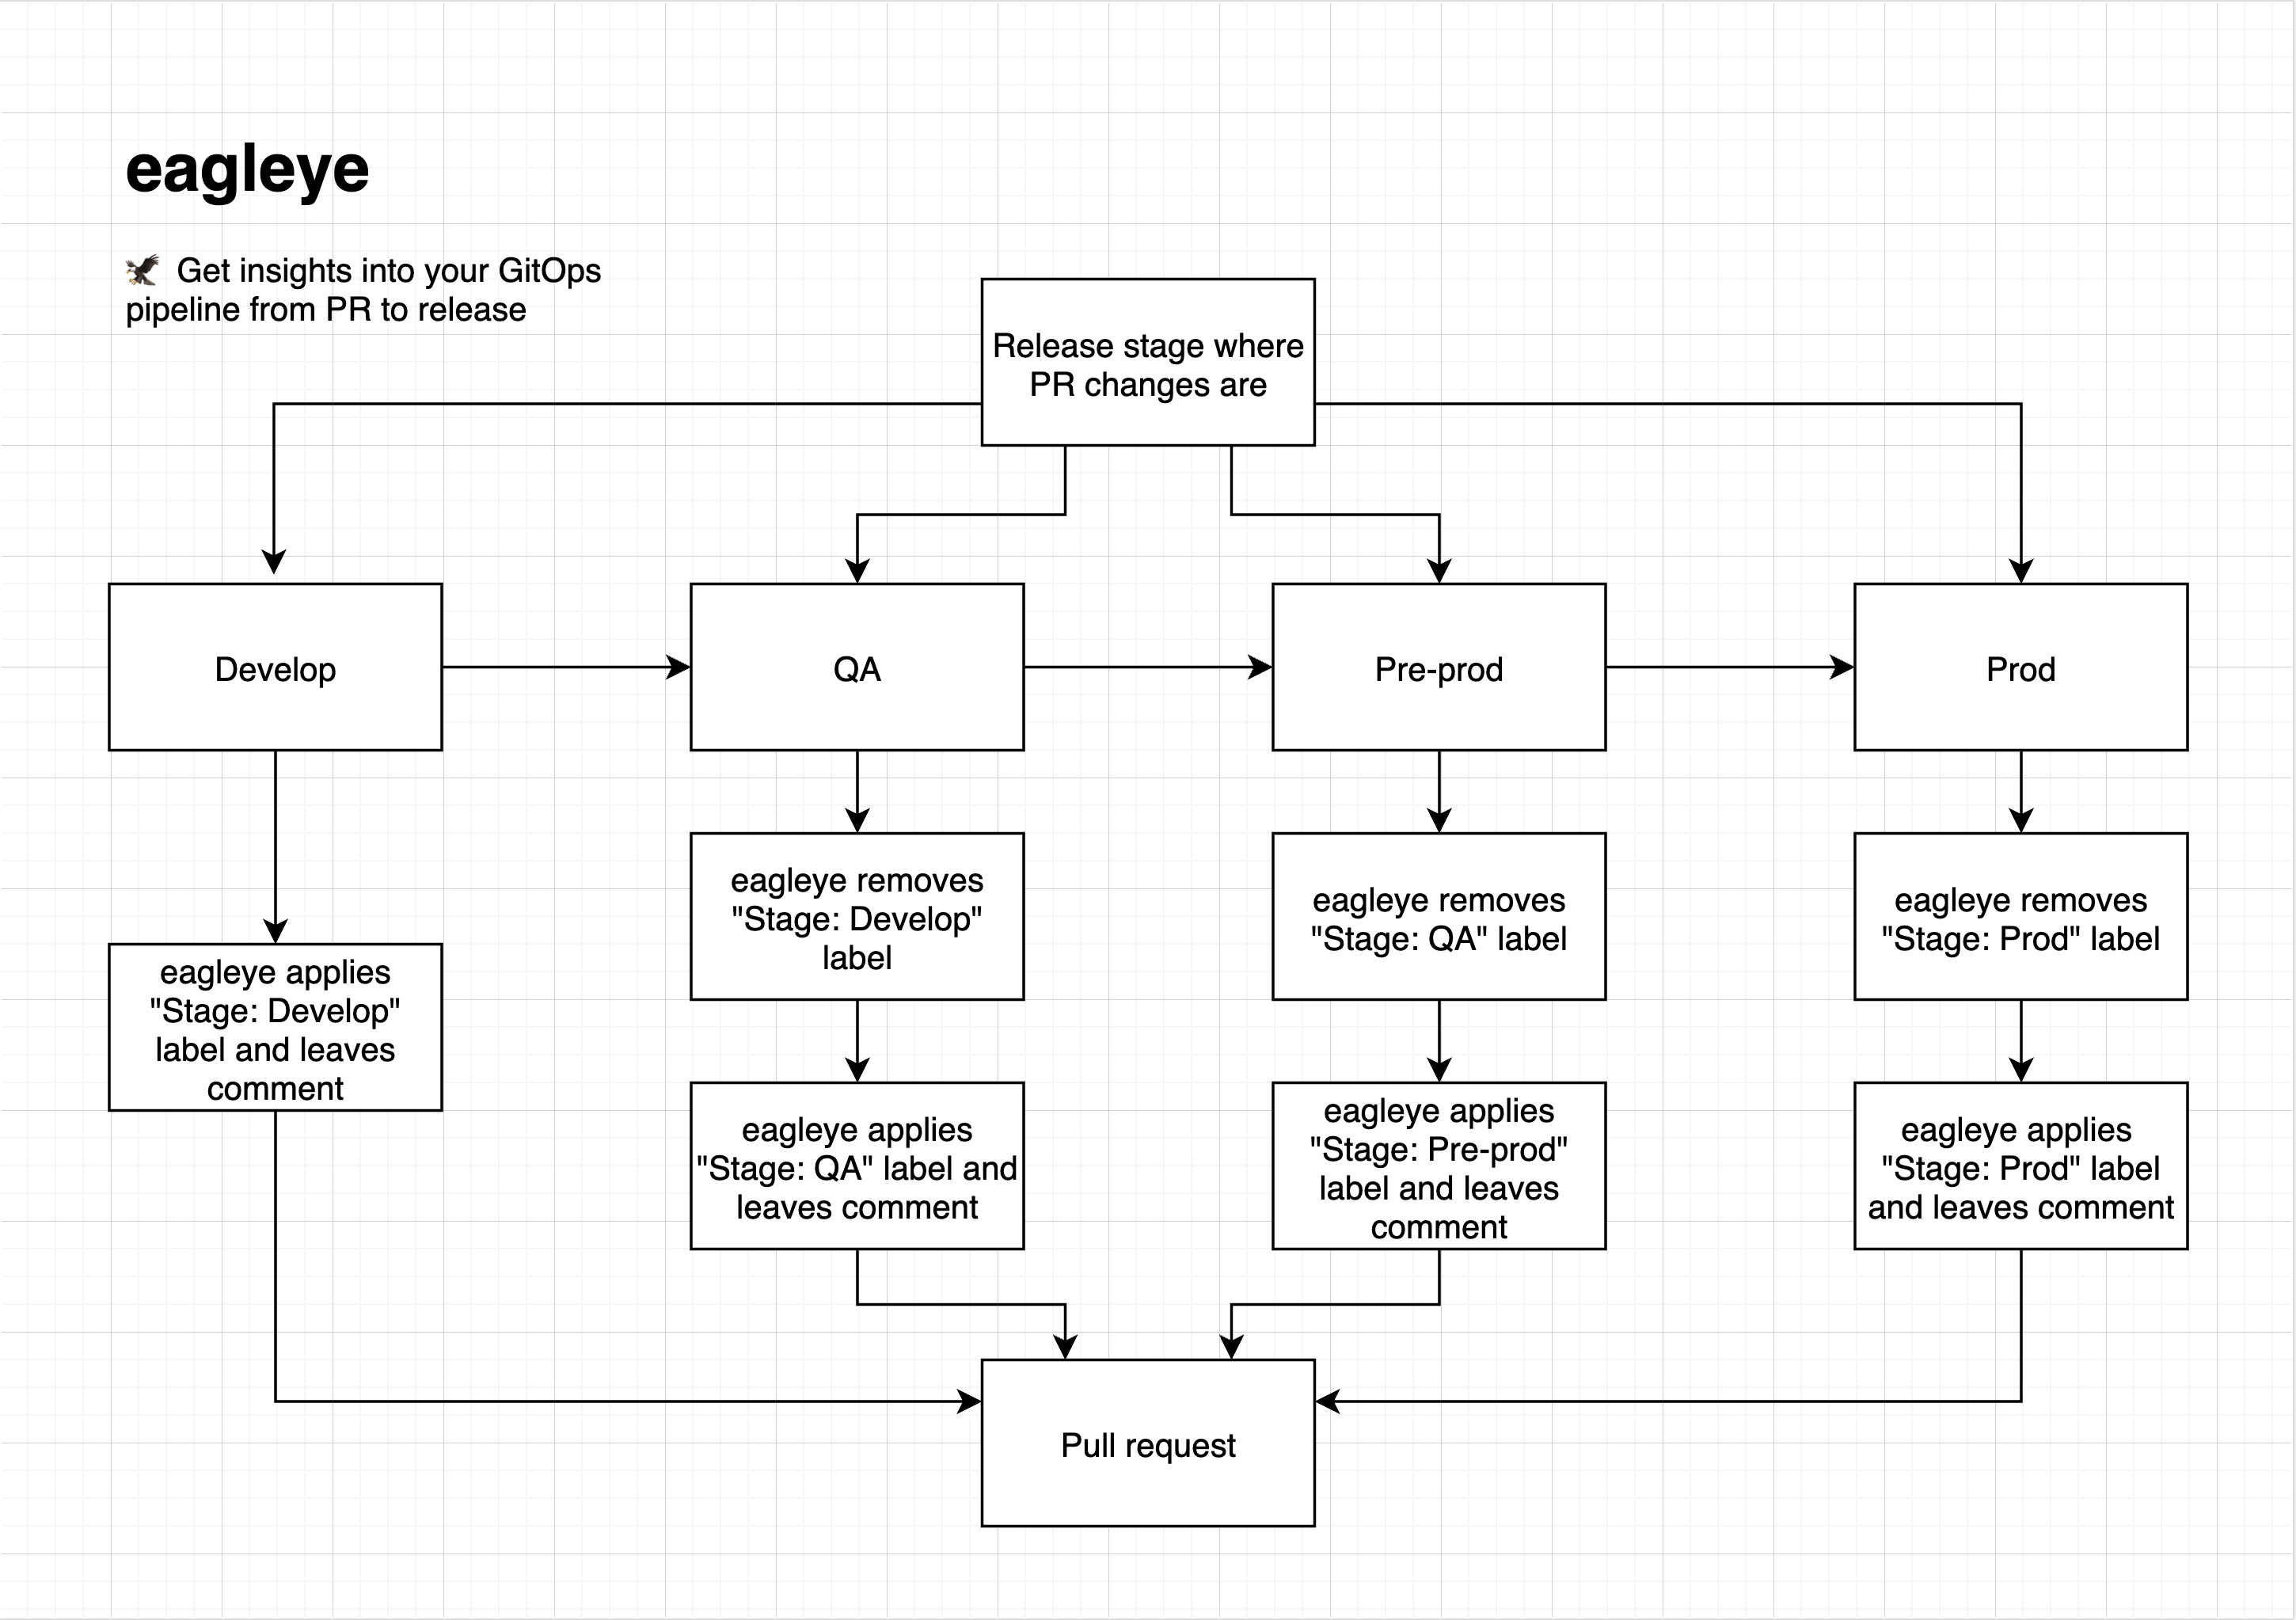 eagleye
🦅 Get insights into your GitOps
pipeline from PR to release
Release stage where
PR changes are
Develop
QA
Pre-prod
Prod
eagleye removes
"Stage: Develop"
label
eagleye removes
"Stage: QA" label
eagleye removes
"Stage: Prod" label
eagleye applies
"Stage: Develop"
label and leaves
comment
eagleye applies
"Stage: QA" label and
leaves comment
eagleye applies
"Stage: Pre-prod"
label and leaves
comment
eagleye applies
"Stage: Prod" label
and leaves comment
Pull request